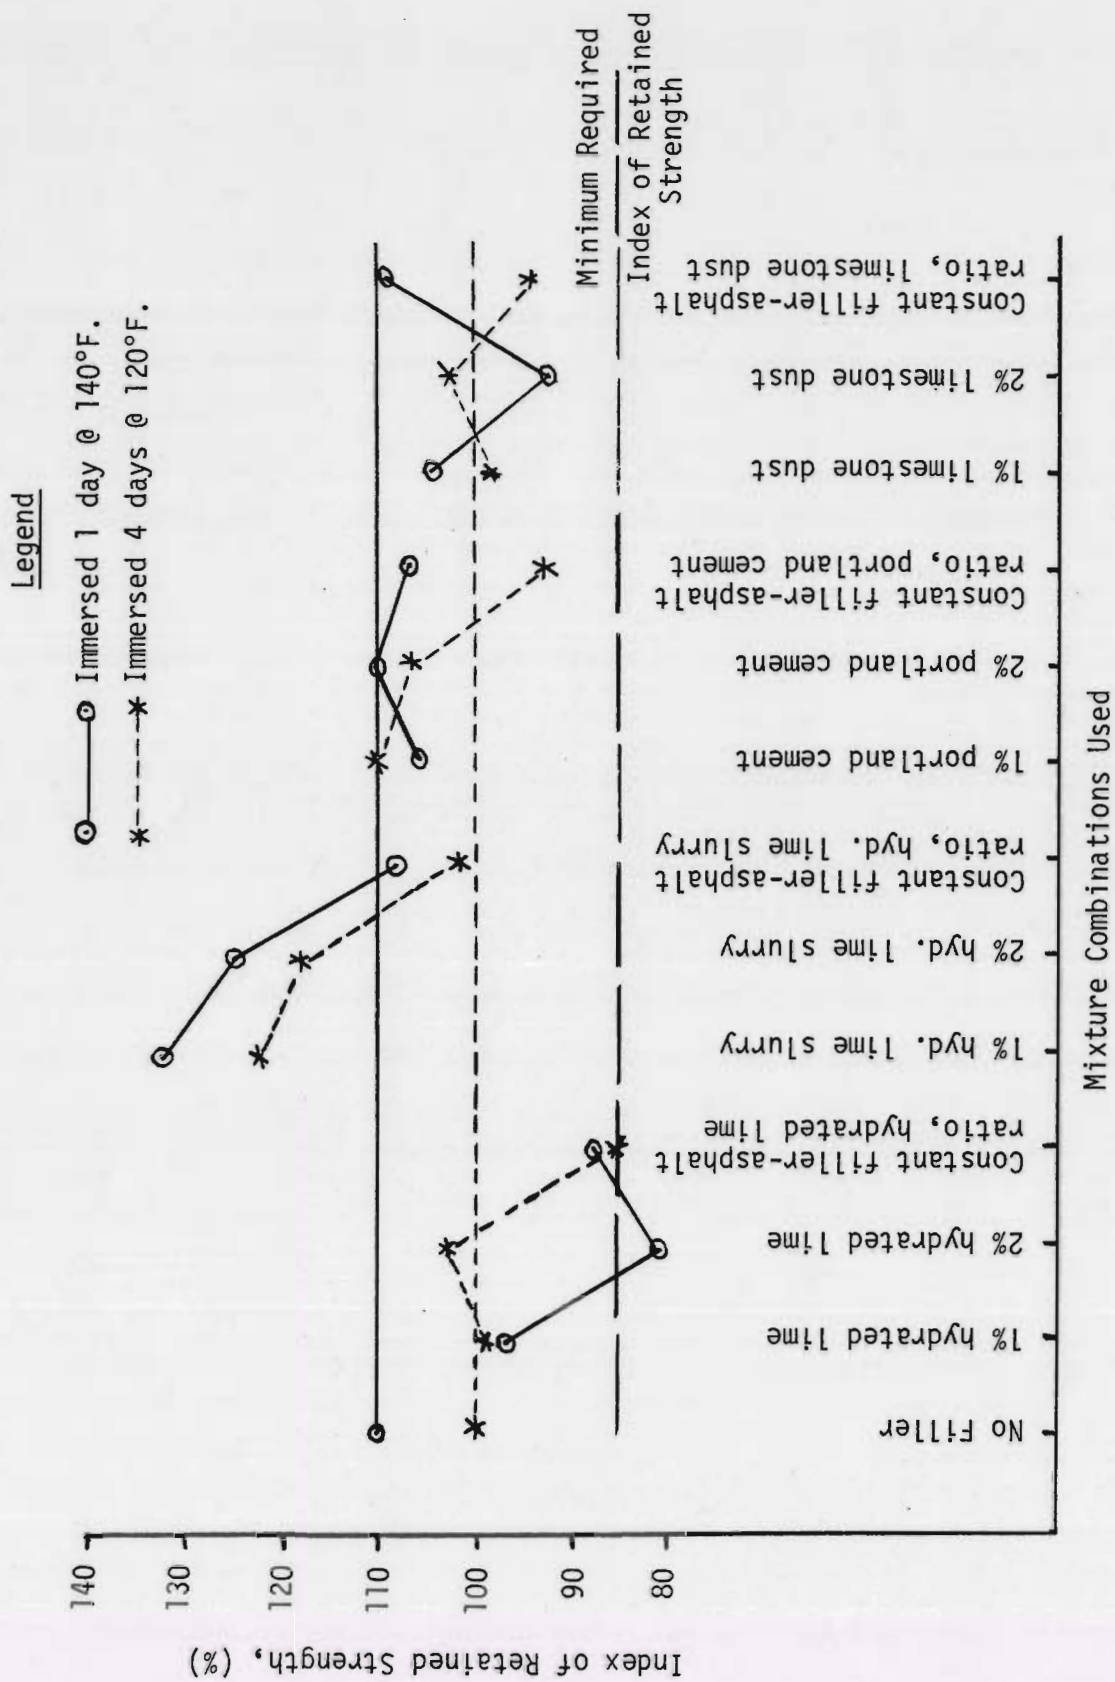 Legend
Immersed 1 day @ 140°F.
Immersed 4 days @ 120°F.
Index of Retained Strength, (%)
140
130
120
110
100
90
80
Minimum Required
Index of Retained
Strength
No Filler
1% hydrated lime
2% hydrated lime
Constant filler-asphalt
ratio, hydrated lime
1% hyd. lime slurry
2% hyd. lime slurry
Constant filler-asphalt
ratio, hyd. lime slurry
1% portland cement
2% portland cement
Constant filler-asphalt
ratio, portland cement
1% limestone dust
2% limestone dust
Constant filler-asphalt
ratio, limestone dust
Mixture Combinations Used